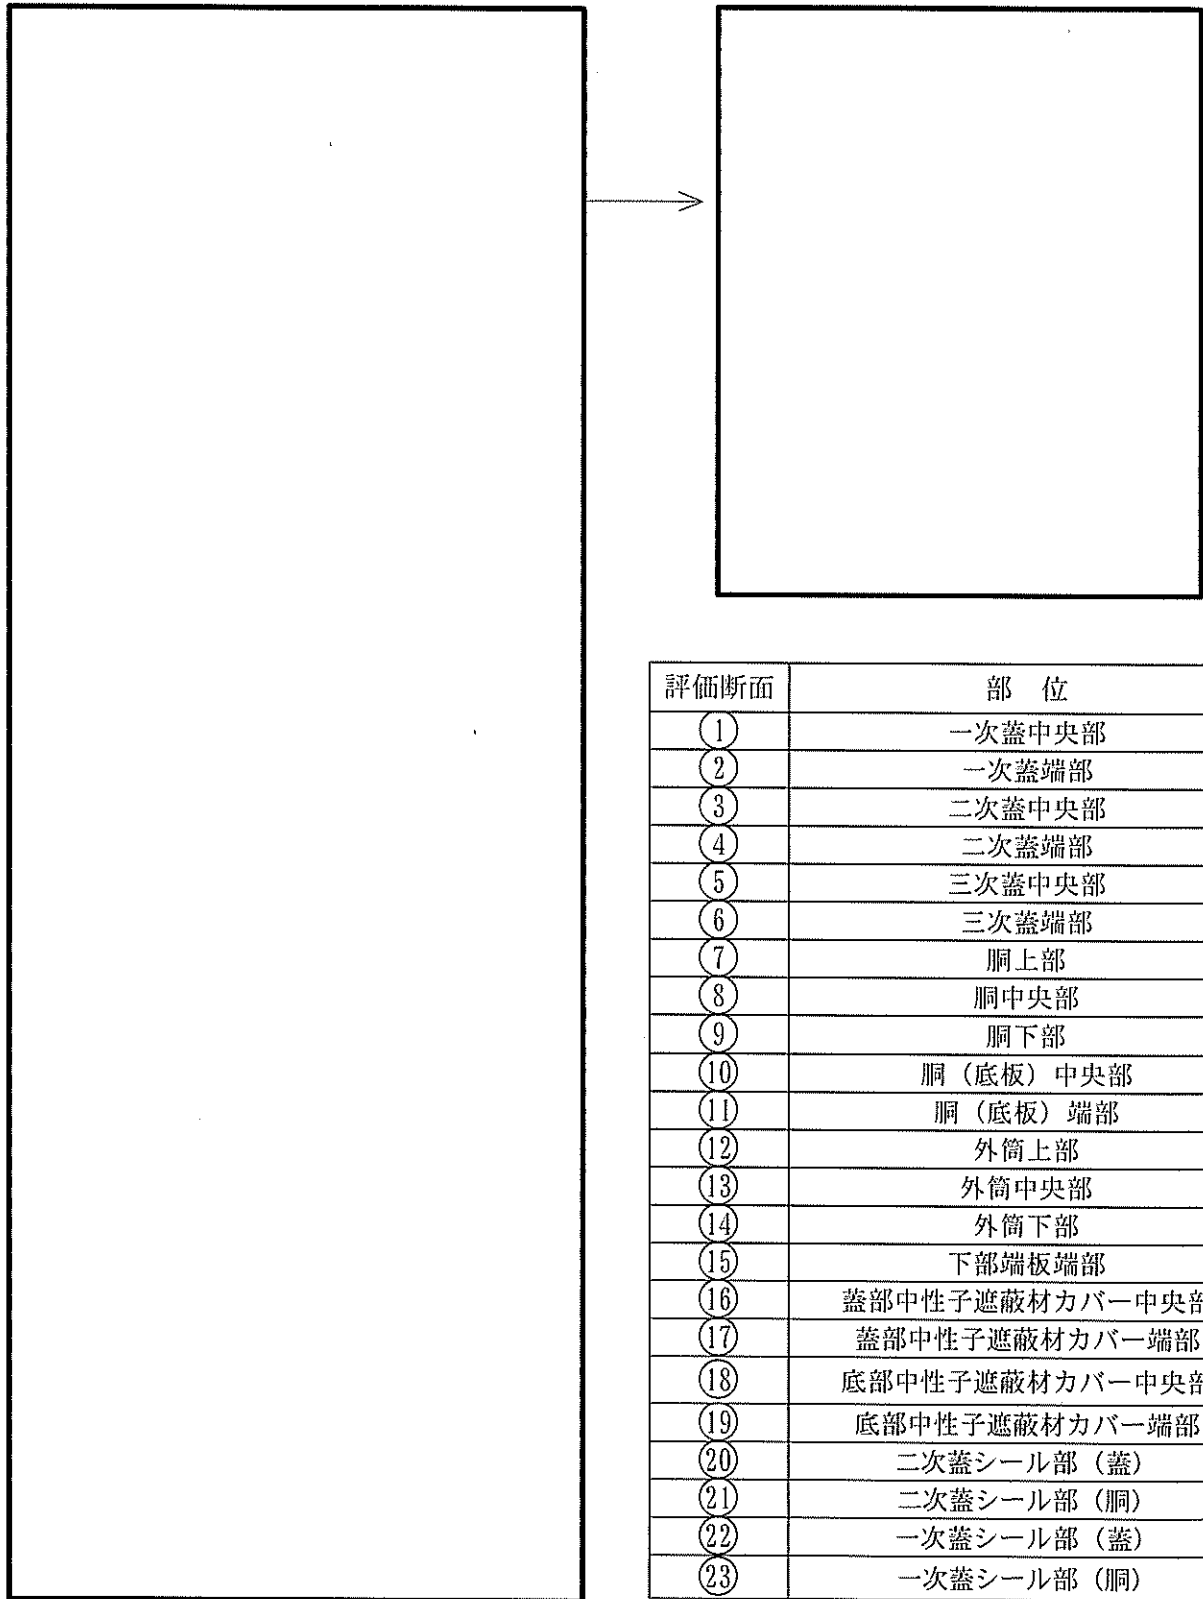 評価断面 部 位
① 一次蓋中央部
② 一次蓋端部
③ 二次蓋中央部
④ 二次蓋端部
⑤ 三次蓋中央部
⑥ 三次蓋端部
⑦ 胴上部
⑧ 胴中央部
⑨ 胴下部
⑩ 胴（底板）中央部
⑪ 胴（底板）端部
⑫ 外筒上部
⑬ 外筒中央部
⑭ 外筒下部
⑮ 下部端板端部
⑯ 蓋部中性子遮蔽材カバー中央部
⑰ 蓋部中性子遮蔽材カバー端部
⑱ 底部中性子遮蔽材カバー中央部
⑲ 底部中性子遮蔽材カバー端部
⑳ 二次蓋シール部（蓋）
㉑ 二次蓋シール部（胴）
㉒ 一次蓋シール部（蓋）
㉓ 一次蓋シール部（胴）